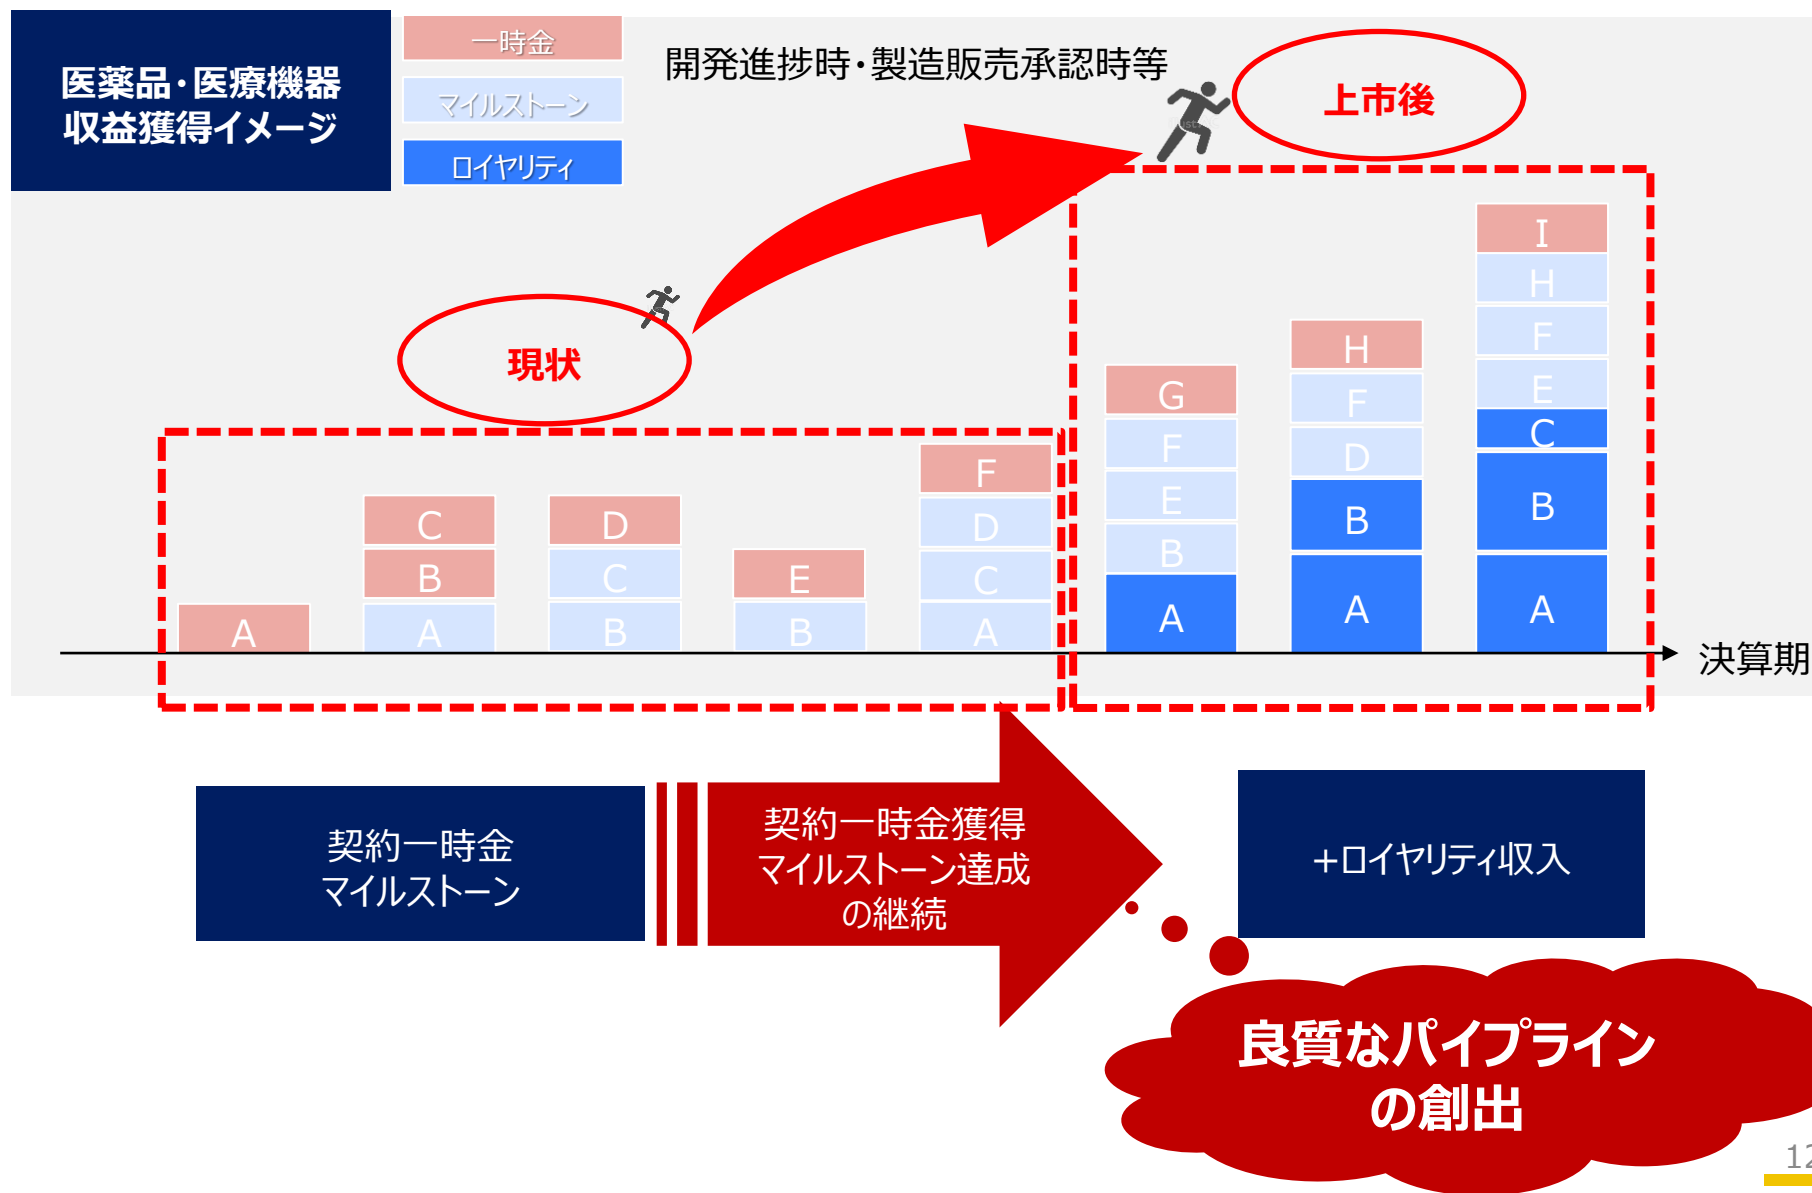 医薬品・医療機器
収益獲得イメージ
一時金
マイルストーン
ロイヤリティ
開発進捗時・製造販売承認時等
上市後
現状
A
C
B
A
D
C
B
E
B
F
D
C
A
G
F
E
B
A
H
F
D
B
A
I
H
F
E
C
B
A
決算期
契約一時金
マイルストーン
契約一時金獲得
マイルストーン達成
の継続
+ロイヤリティ収入
良質なパイプライン
の創出
12